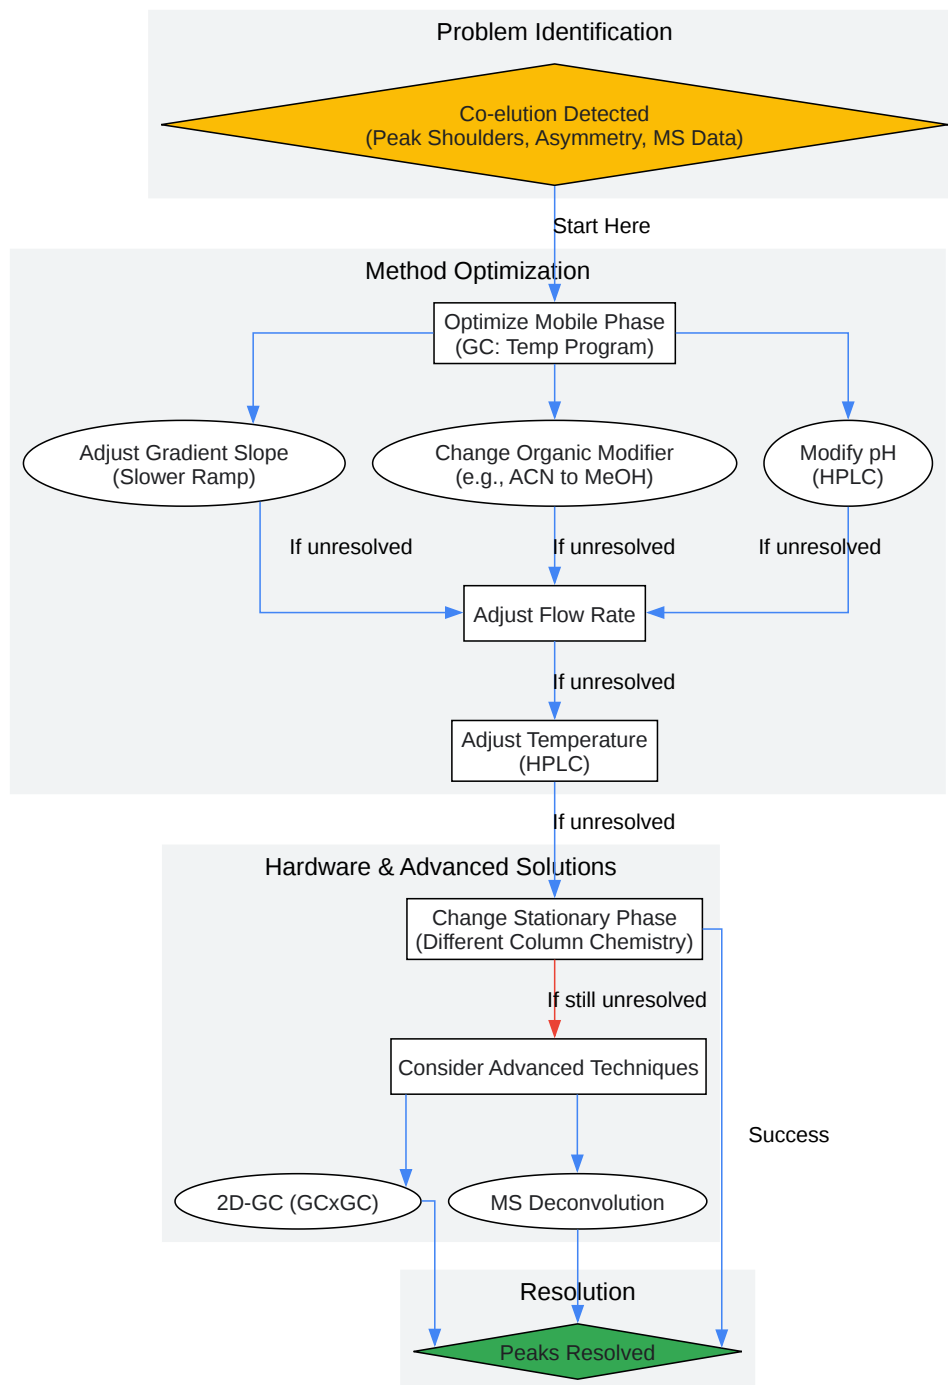 Problem Identification
Co-elution Detected
(Peak Shoulders, Asymmetry, MS Data)
Start Here
Method Optimization
Optimize Mobile Phase
(GC: Temp Program)
Adjust Gradient Slope
(Slower Ramp)
Change Organic Modifier
(e.g., ACN to MeOH)
Modify pH
(HPLC)
If unresolved
If unresolved
If unresolved
Adjust Flow Rate
If unresolved
Adjust Temperature
(HPLC)
If unresolved
Hardware & Advanced Solutions
Change Stationary Phase
(Different Column Chemistry)
If still unresolved
Consider Advanced Techniques
Success
2D-GC (GCxGC)
MS Deconvolution
Resolution
Peaks Resolved